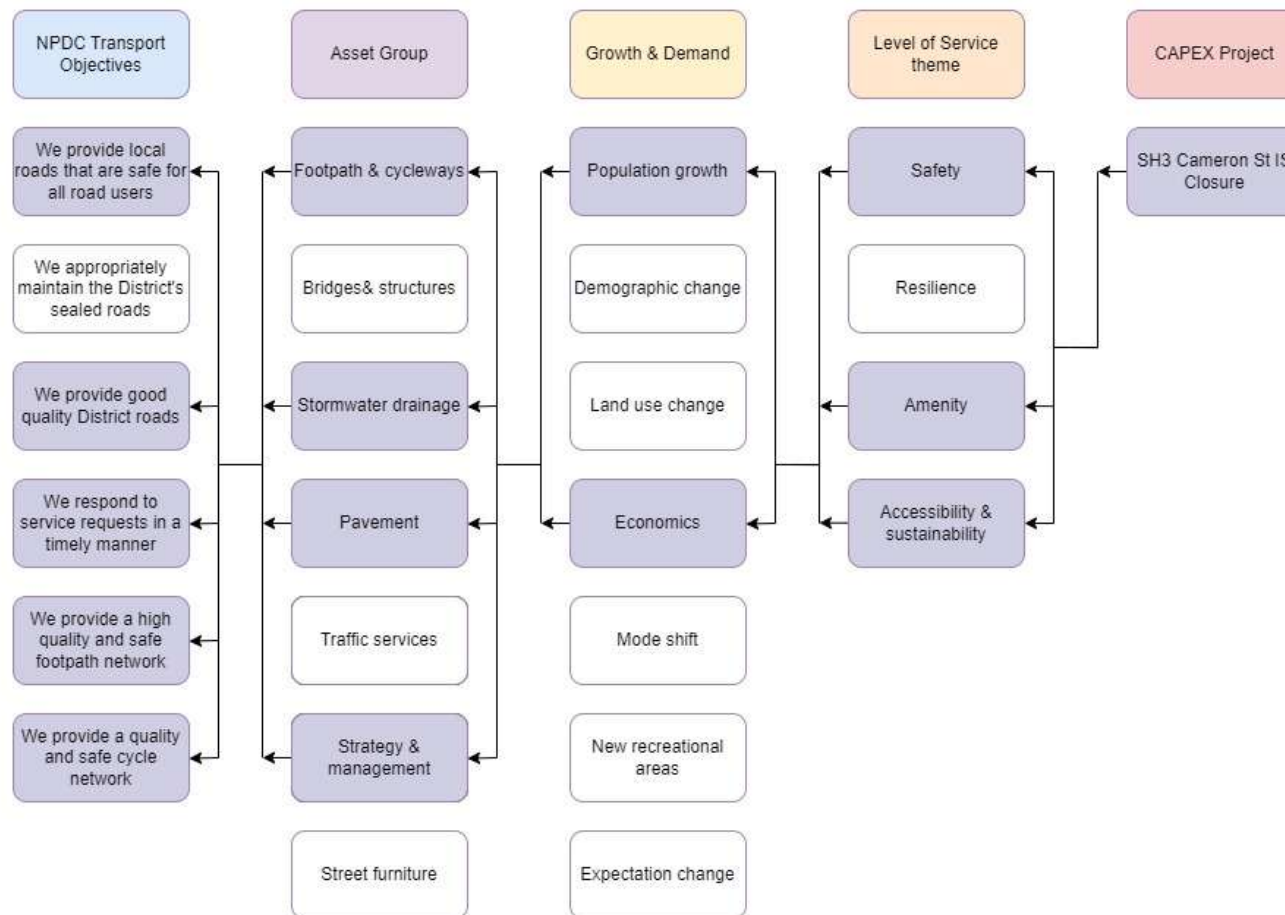 NPDC Transport
Objectives
Asset Group
Growth & Demand
Level of Service
theme
CAPEX Project
We provide local
roads that are safe for
all road users
Footpath & cycleways
Population growth
Safety
SH3 Cameron St
Closure
We appropriately
maintain the District's
sealed roads
Bridges& structures
Demographic change
Resilience
We provide good
quality District roads
Stormwater drainage
Land use change
Amenity
We respond to
service requests in a
timely manner
Pavement
Economics
Accessibility &
sustainability
We provide a high
quality and safe
footpath network
Traffic services
Mode shift
We provide a quality
and safe cycle
network
Strategy &
management
New recreational
areas
Street furniture
Expectation change